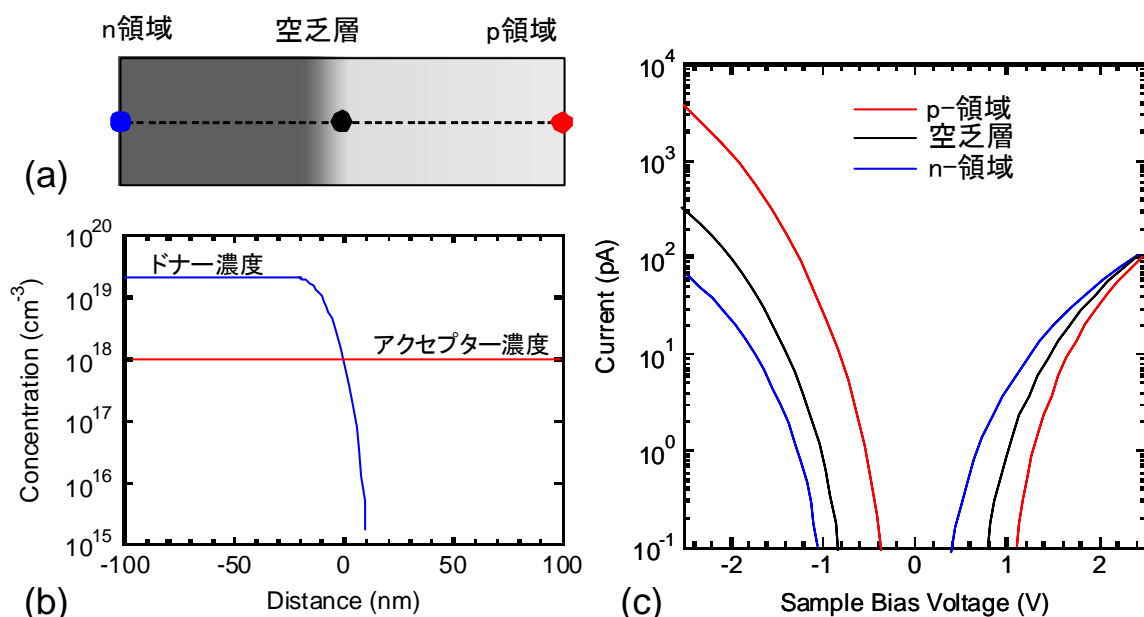 n領域 空乏層 p領域
(a)
10^20
10^19
10^18
10^17
10^16
10^15
Concentration (cm^-3)
ドナー濃度
アクセプター濃度
-100 -50 0 50 100
Distance (nm)
(b)
10^4
10^3
10^2
10^1
10^0
10^-1
Current (pA)
p-領域
空乏層
n-領域
-2 -1 0 1 2
Sample Bias Voltage (V)
(c)